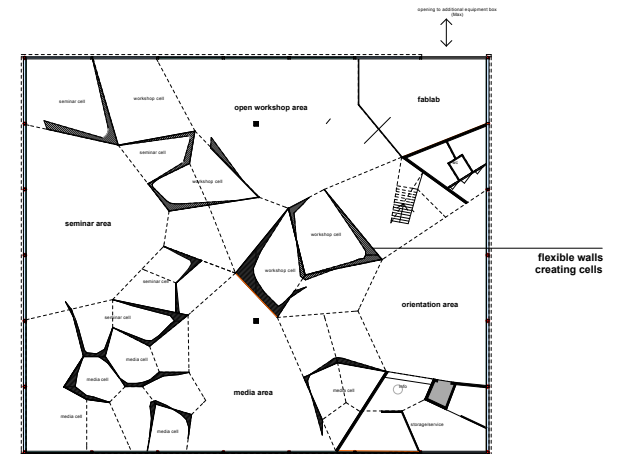 opening to additional equipment box
(Max)
seminar cell
workshop cell
open workshop area
fablab
seminar cell
workshop cell
seminar area
workshop cell
workshop cell
flexible walls
creating cells
seminar cell
orientation area
seminar cell
media cell
media cell
media area
media cell
info
media cell
media cell
storage/service